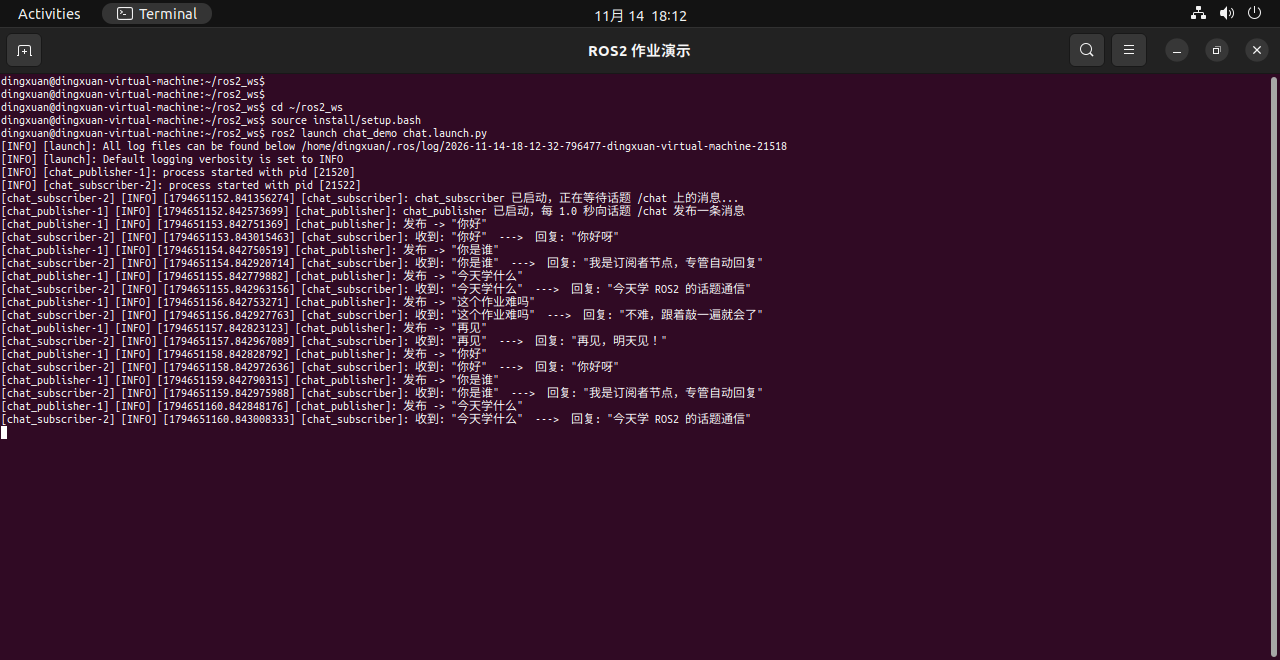 Activities
Terminal
11月 14 18:12
ROS2 作业演示
dingxuan@dingxuan-virtual-machine:~/ros2_ws$
dingxuan@dingxuan-virtual-machine:~/ros2_ws$
dingxuan@dingxuan-virtual-machine:~/ros2_ws$ cd ~/ros2_ws
dingxuan@dingxuan-virtual-machine:~/ros2_ws$ source install/setup.bash
dingxuan@dingxuan-virtual-machine:~/ros2_ws$ ros2 launch chat_demo chat.launch.py
[INFO] [launch]: All log files can be found below /home/dingxuan/.ros/log/2026-11-14-18-12-32-796477-dingxuan-virtual-machine-21518
[INFO] [launch]: Default logging verbosity is set to INFO
[INFO] [chat_publisher-1]: process started with pid [21520]
[INFO] [chat_subscriber-2]: process started with pid [21522]
[chat_subscriber-2] [INFO] [1794651152.841356274] [chat_subscriber]: chat_subscriber 已启动，正在等待话题 /chat 上的消息...
[chat_publisher-1] [INFO] [1794651152.842573699] [chat_publisher]: chat_publisher 已启动，每 1.0 秒向话题 /chat 发布一条消息
[chat_publisher-1] [INFO] [1794651153.842751369] [chat_publisher]: 发布 -> "你好"
[chat_subscriber-2] [INFO] [1794651153.843015463] [chat_subscriber]: 收到: "你好"  --->  回复: "你好呀"
[chat_publisher-1] [INFO] [1794651154.842750519] [chat_publisher]: 发布 -> "你是谁"
[chat_subscriber-2] [INFO] [1794651154.842920714] [chat_subscriber]: 收到: "你是谁"  --->  回复: "我是订阅者节点，专管自动回复"
[chat_publisher-1] [INFO] [1794651155.842779882] [chat_publisher]: 发布 -> "今天学什么"
[chat_subscriber-2] [INFO] [1794651155.842963156] [chat_subscriber]: 收到: "今天学什么"  --->  回复: "今天学 ROS2 的话题通信"
[chat_publisher-1] [INFO] [1794651156.842753271] [chat_publisher]: 发布 -> "这个作业难吗"
[chat_subscriber-2] [INFO] [1794651156.842927763] [chat_subscriber]: 收到: "这个作业难吗"  --->  回复: "不难，跟着敲一遍就会了"
[chat_publisher-1] [INFO] [1794651157.842823123] [chat_publisher]: 发布 -> "再见"
[chat_subscriber-2] [INFO] [1794651157.842967089] [chat_subscriber]: 收到: "再见"  --->  回复: "再见，明天见！"
[chat_publisher-1] [INFO] [1794651158.842828792] [chat_publisher]: 发布 -> "你好"
[chat_subscriber-2] [INFO] [1794651158.842972636] [chat_subscriber]: 收到: "你好"  --->  回复: "你好呀"
[chat_publisher-1] [INFO] [1794651159.842790315] [chat_publisher]: 发布 -> "你是谁"
[chat_subscriber-2] [INFO] [1794651159.842975988] [chat_subscriber]: 收到: "你是谁"  --->  回复: "我是订阅者节点，专管自动回复"
[chat_publisher-1] [INFO] [1794651160.842848176] [chat_publisher]: 发布 -> "今天学什么"
[chat_subscriber-2] [INFO] [1794651160.843008333] [chat_subscriber]: 收到: "今天学什么"  --->  回复: "今天学 ROS2 的话题通信"